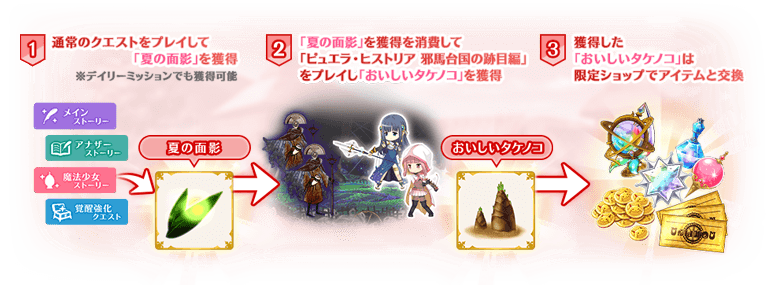 1
通常のクエストをプレイして
「夏の面影」を獲得
※デイリーミッションでも獲得可能
メイン
ストーリー
アナザー
ストーリー
魔法少女
ストーリー
覚醒強化
クエスト
夏の面影
2
「夏の面影」を獲得を消費して
「ピュエラ・ヒストリア 邪馬台国の跡目編」
をプレイし「おいしいタケノコ」を獲得
おいしいタケノコ
3
獲得した
「おいしいタケノコ」は
限定ショップでアイテムと交換